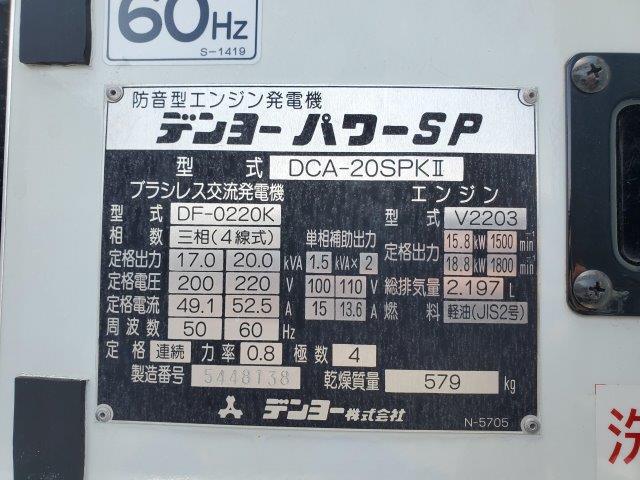 60Hz
S-1419
防音型エンジン発電機
デンヨーパワーSP
型式 DCA-20SPKII
ブラシレス交流発電機 エンジン
型式 DF-0220K 型式 V2203
相数 三相(4線式) 単相補助出力 定格出力 15.8 kW 1500 min⁻¹
定格出力 17.0 20.0 kVA 1.5 kVA×2 18.8 kW 1800 min⁻¹
定格電圧 200 220 V 100 110 V 総排気量 2.197 L
定格電流 49.1 52.5 A 15 13.6 A 燃料 軽油(JIS2号)
周波数 50 60 Hz
定格 連続 力率 0.8 極数 4
製造番号 5448138 乾燥質量 579 kg
デンヨー株式会社
N-5705
洗